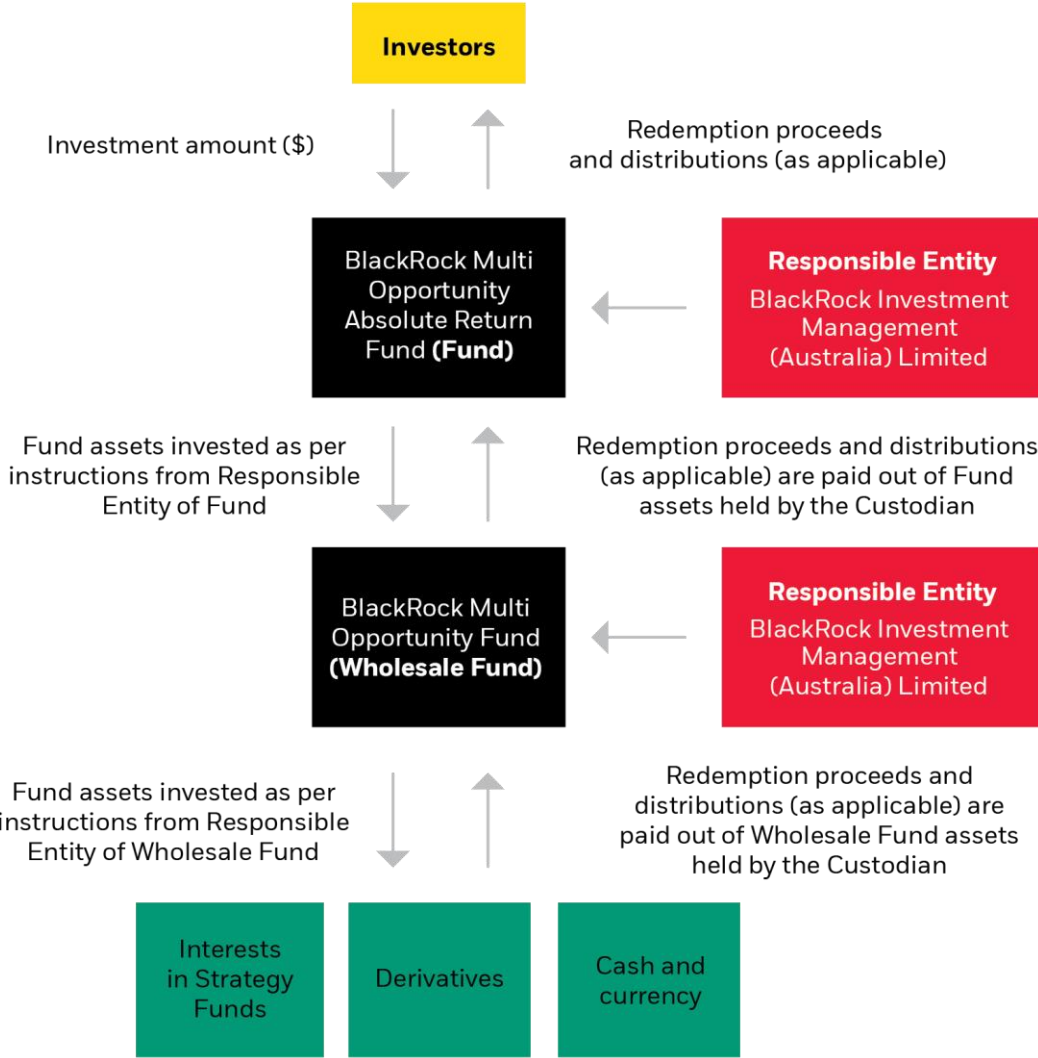 Investors
Investment amount ($)
Redemption proceeds
and distributions (as applicable)
BlackRock Multi
Opportunity
Absolute Return
Fund (Fund)
Responsible Entity
BlackRock Investment
Management
(Australia) Limited
Fund assets invested as per
instructions from Responsible
Entity of Fund
Redemption proceeds and distributions
(as applicable) are paid out of Fund
assets held by the Custodian
BlackRock Multi
Opportunity Fund
(Wholesale Fund)
Responsible Entity
BlackRock Investment
Management
(Australia) Limited
Fund assets invested as per
instructions from Responsible
Entity of Wholesale Fund
Redemption proceeds and
distributions (as applicable) are
paid out of Wholesale Fund assets
held by the Custodian
Interests
in Strategy
Funds
Derivatives
Cash and
currency